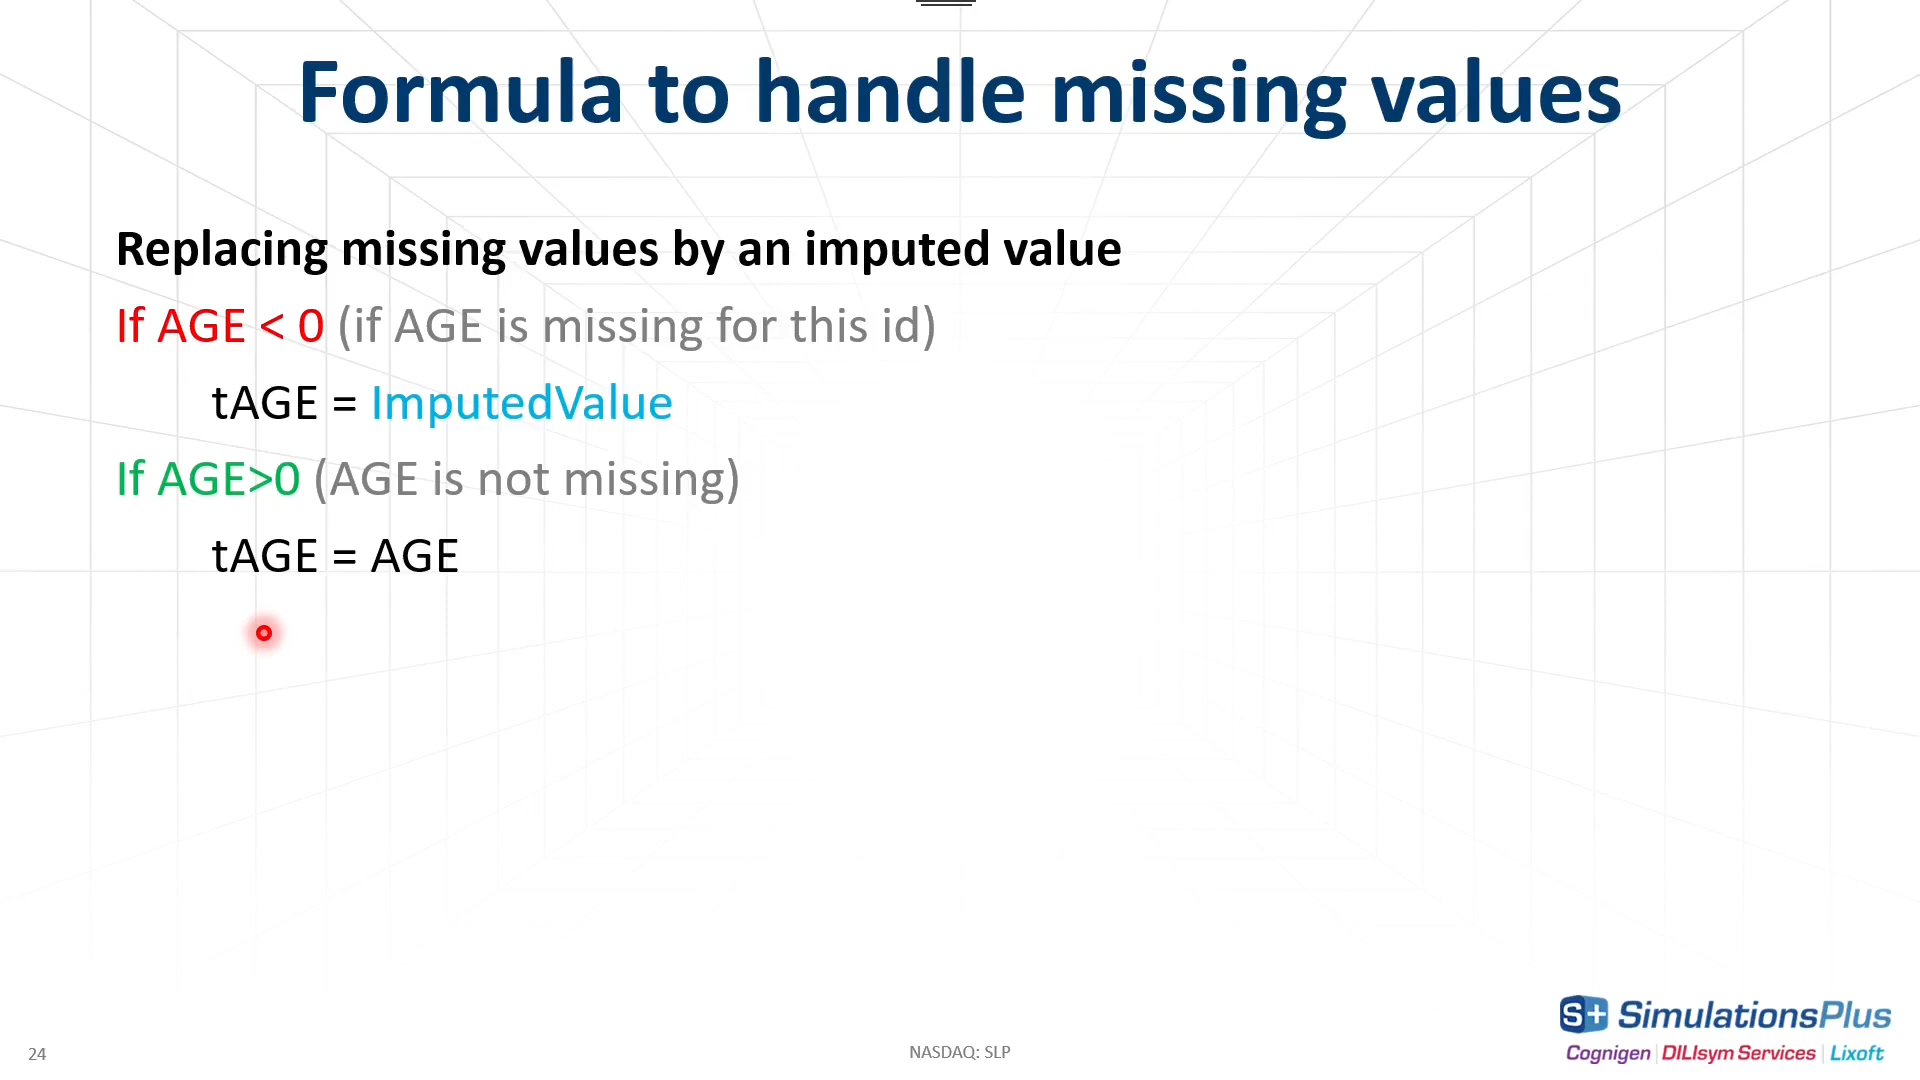 Formula to handle missing values
Replacing missing values by an imputed value
If AGE < 0 (if AGE is missing for this id)
tAGE = ImputedValue
If AGE>0 (AGE is not missing)
tAGE = AGE
24
NASDAQ: SLP
S+ SimulationsPlus
Cognigen | DILIsym Services | Lixoft